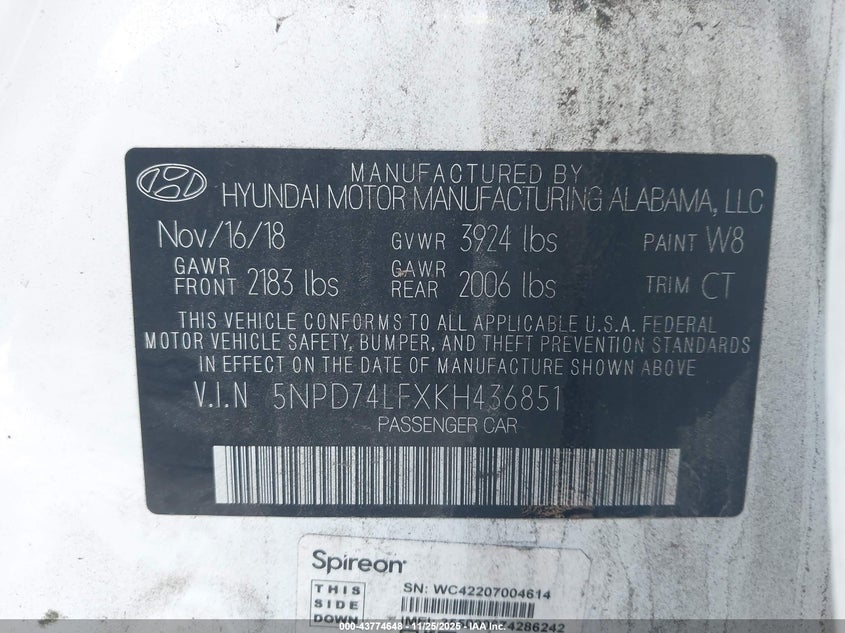 MANUFACTURED BY
HYUNDAI MOTOR MANUFACTURING ALABAMA, LLC
Nov/16/18 GVWR 3924 lbs PAINT W8
GAWR FRONT 2183 lbs GAWR REAR 2006 lbs TRIM CT
THIS VEHICLE CONFORMS TO ALL APPLICABLE U.S.A. FEDERAL
MOTOR VEHICLE SAFETY, BUMPER, AND THEFT PREVENTION STANDARDS
IN EFFECT ON THE DATE OF MANUFACTURE SHOWN ABOVE
V.I.N 5NPD74LFXKH436851
PASSENGER CAR
Spireon
THIS SIDE DOWN
SN: WC42207004614
000-43774648 - 11/25/2025 - IAAI Vehicle